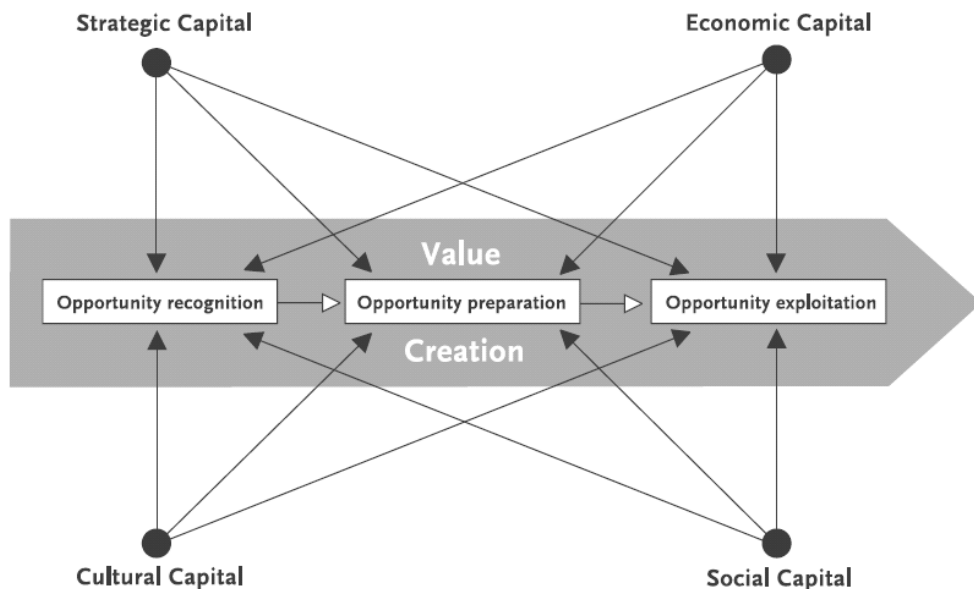 Strategic Capital
Economic Capital
Value
Opportunity recognition
Opportunity preparation
Opportunity exploitation
Creation
Cultural Capital
Social Capital